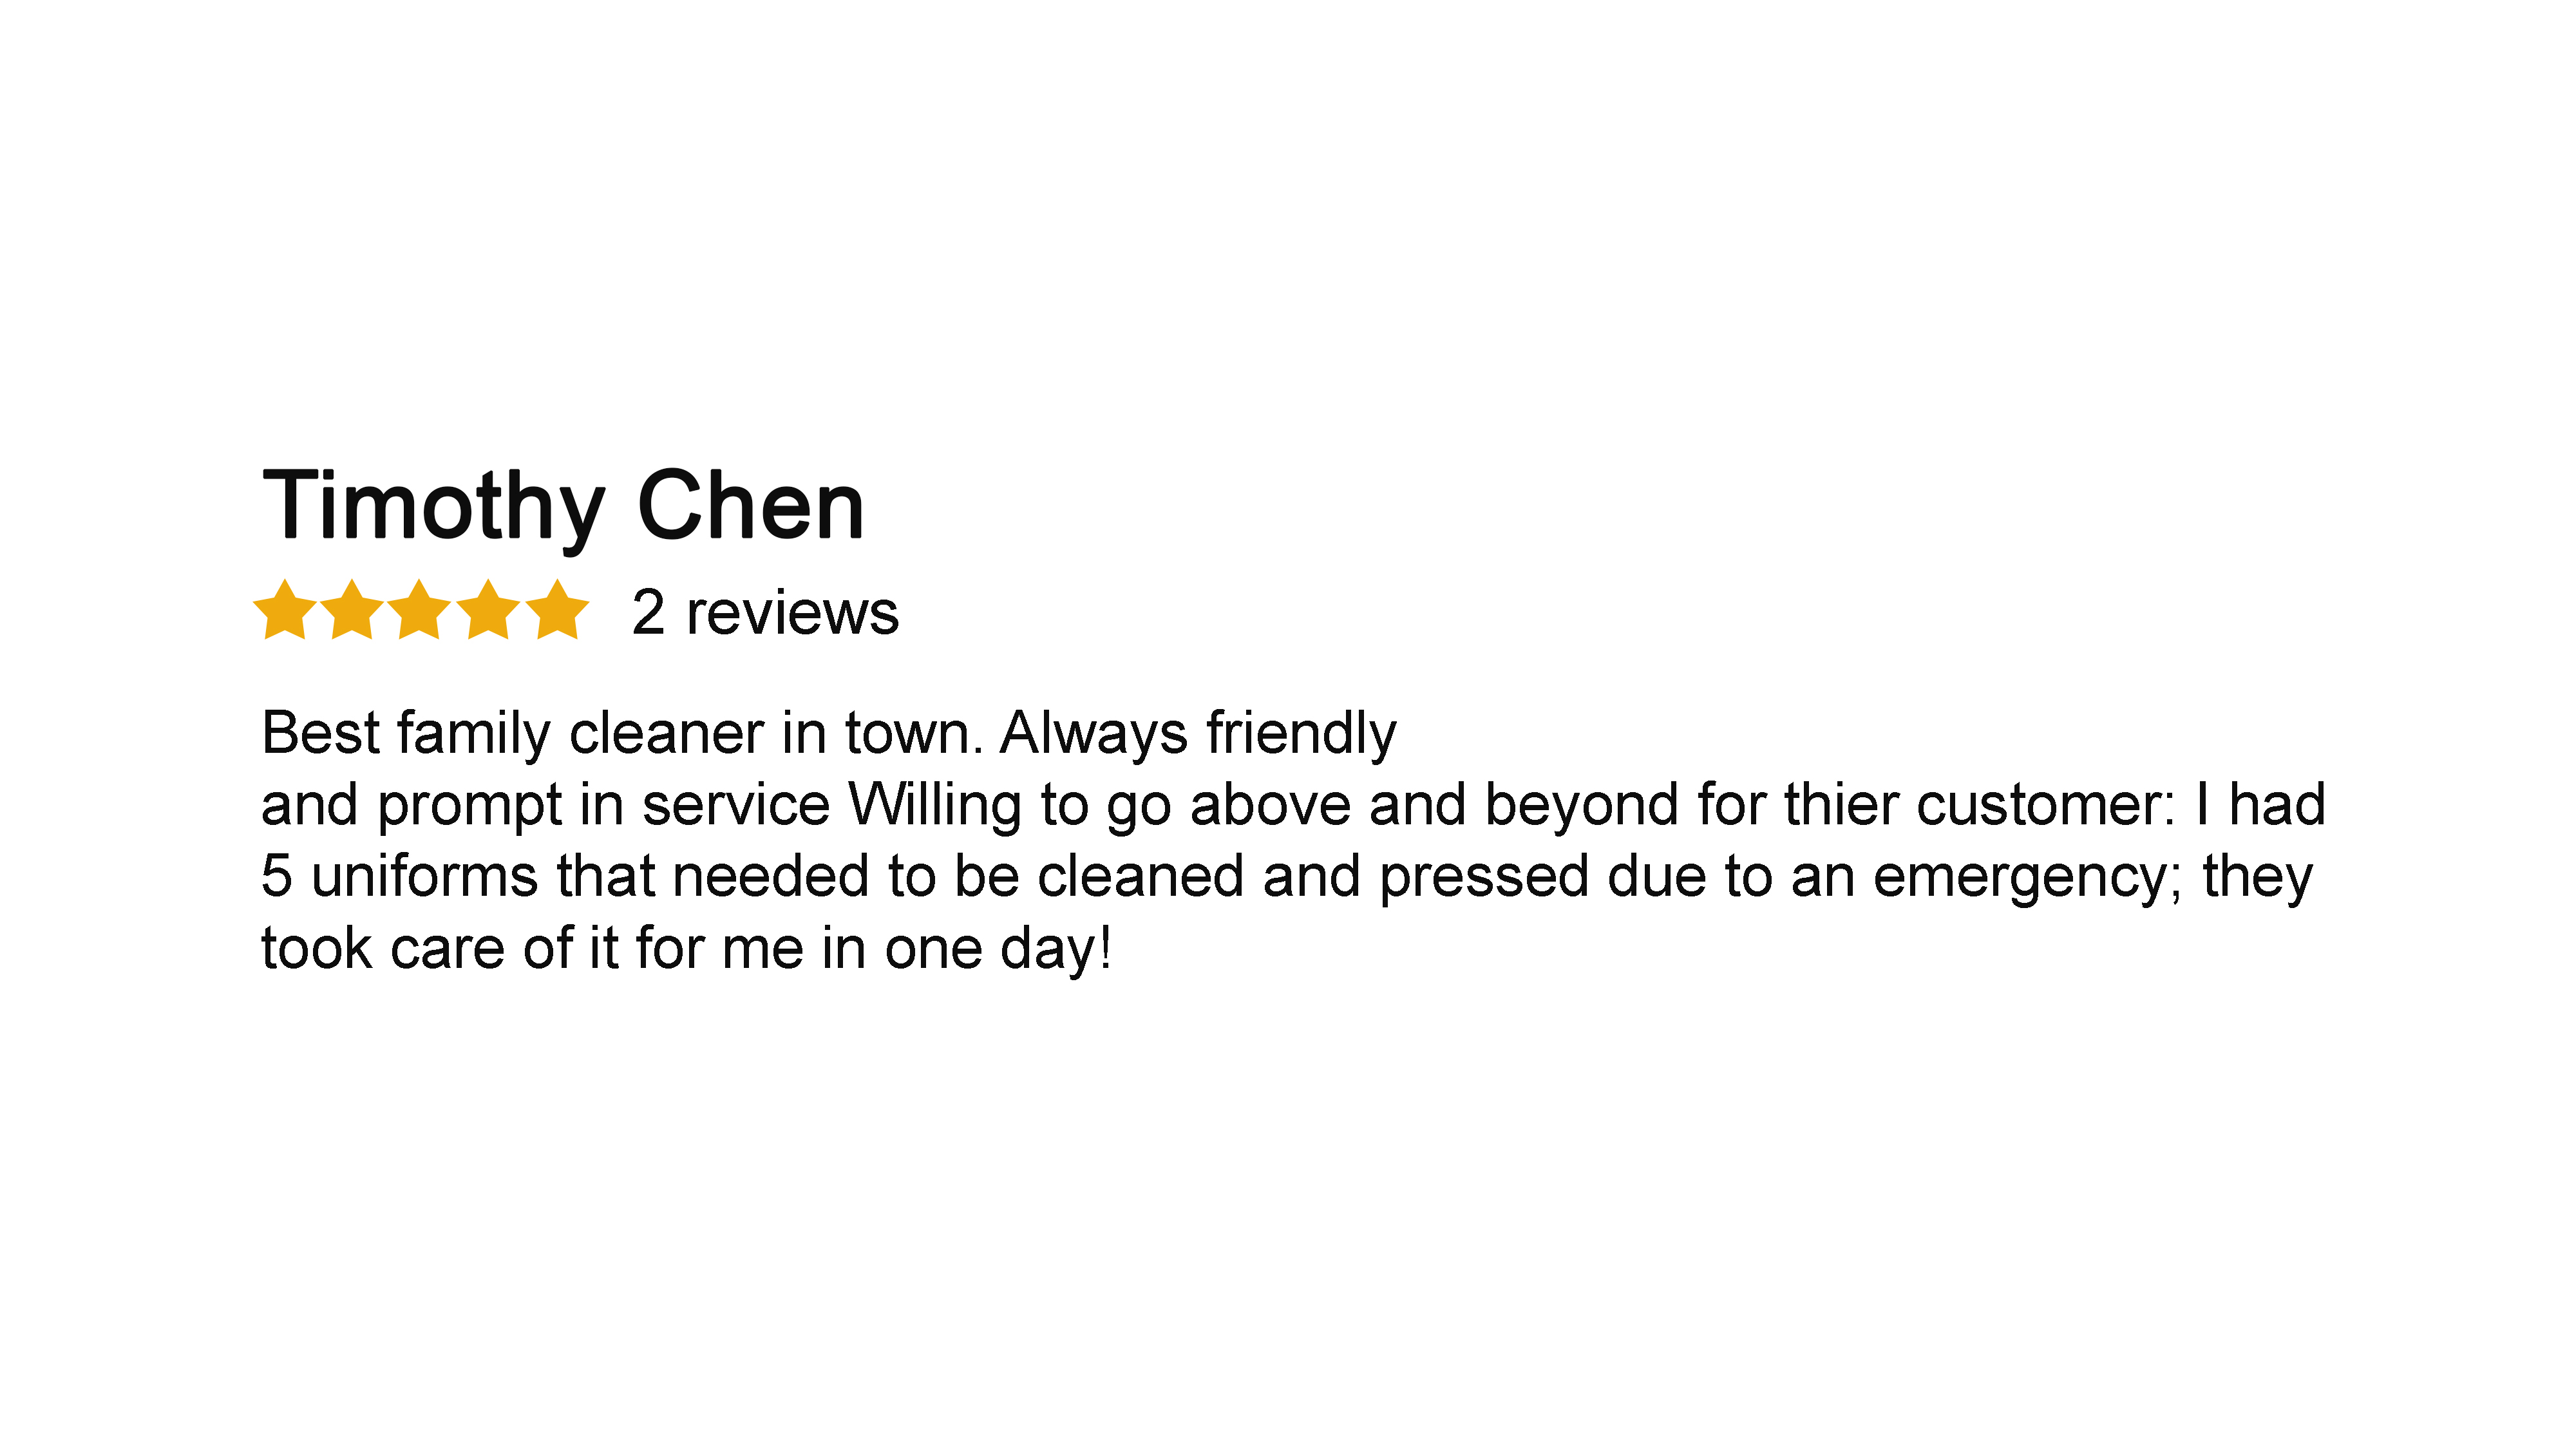 Timothy Chen
2 reviews
Best family cleaner in town. Always friendly
and prompt in service Willing to go above and beyond for thier customer: I had
5 uniforms that needed to be cleaned and pressed due to an emergency; they
took care of it for me in one day!